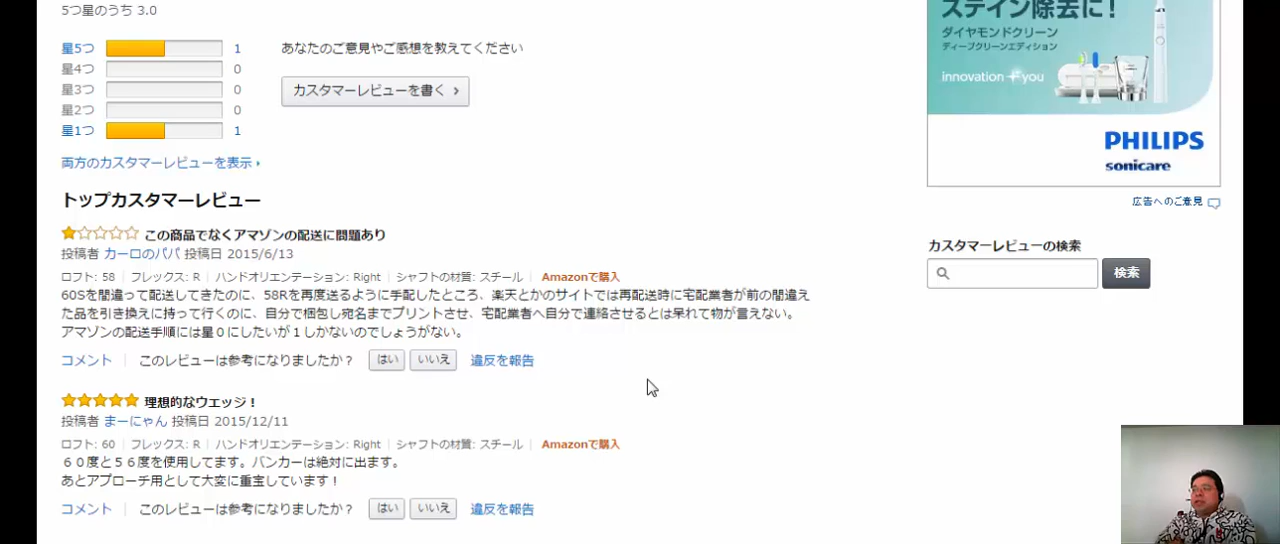 5つ星のうち 3.0
星5つ 1
星4つ 0
星3つ 0
星2つ 0
星1つ 1
あなたのご意見やご感想を教えてください
カスタマーレビューを書く ›
両方のカスタマーレビューを表示 ›
トップカスタマーレビュー
この商品でなくアマゾンの配送に問題あり
投稿者 カーロのパパ 投稿日 2015/6/13
ロフト: 58 | フレックス: R | ハンドオリエンテーション: Right | シャフトの材質: スチール | Amazonで購入
60Sを間違って配送してきたのに、58Rを再度送るように手配したところ、楽天とかのサイトでは再配送時に宅配業者が前の間違え
た品を引き換えに持って行くのに、自分で梱包し宛名までプリントさせ、宅配業者へ自分で連絡させるとは呆れて物が言えない。
アマゾンの配送手順には星０にしたいが１しかないのでしょうがない。
コメント | このレビューは参考になりましたか？ はい いいえ 違反を報告
理想的なウエッジ！
投稿者 まーにゃん 投稿日 2015/12/11
ロフト: 60 | フレックス: R | ハンドオリエンテーション: Right | シャフトの材質: スチール | Amazonで購入
６０度と５６度を使用してます。バンカーは絶対に出ます。
あとアプローチ用として大変に重宝しています！
コメント | このレビューは参考になりましたか？ はい いいえ 違反を報告
ステイン除去に！
ダイヤモンドクリーン
ディープクリーンエディション
innovation+you
PHILIPS
sonicare
広告へのご意見
カスタマーレビューの検索
検索